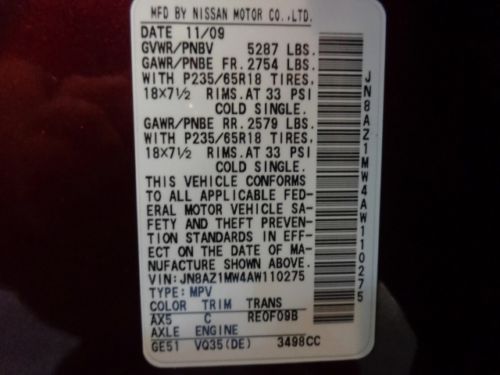 MFD BY NISSAN MOTOR CO.,LTD.
DATE 11/09
GVWR/PNBV 5287 LBS.
GAWR/PNBE FR. 2754 LBS.
WITH P235/65R18 TIRES,
18×7½ RIMS. AT 33 PSI
COLD SINGLE.
GAWR/PNBE RR. 2579 LBS.
WITH P235/65R18 TIRES,
18×7½ RIMS. AT 33 PSI
COLD SINGLE.
THIS VEHICLE CONFORMS
TO ALL APPLICABLE FED-
ERAL MOTOR VEHICLE SA-
FETY AND THEFT PREVEN-
TION STANDARDS IN EFF-
ECT ON THE DATE OF MA-
NUFACTURE SHOWN ABOVE.
VIN:JN8AZ1MW4AW110275
TYPE:MPV
COLOR TRIM TRANS
AX5 C RE0F09B
AXLE ENGINE
GE51 VQ35(DE) 3498CC
JN8AZ1MW4AW110275